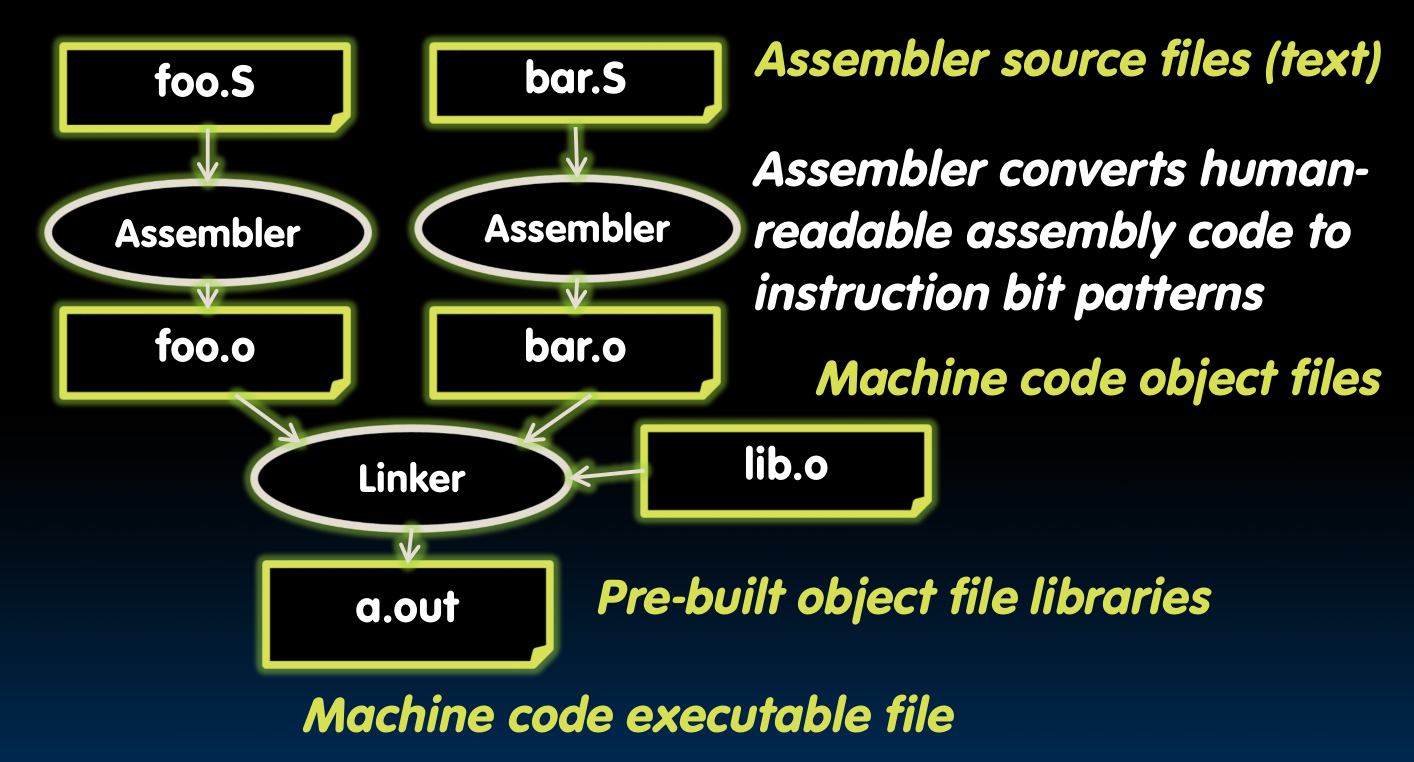 foo.S
bar.S
Assembler source files (text)
Assembler
Assembler
Assembler converts human-
readable assembly code to
instruction bit patterns
foo.o
bar.o
Machine code object files
Linker
lib.o
a.out
Pre-built object file libraries
Machine code executable file